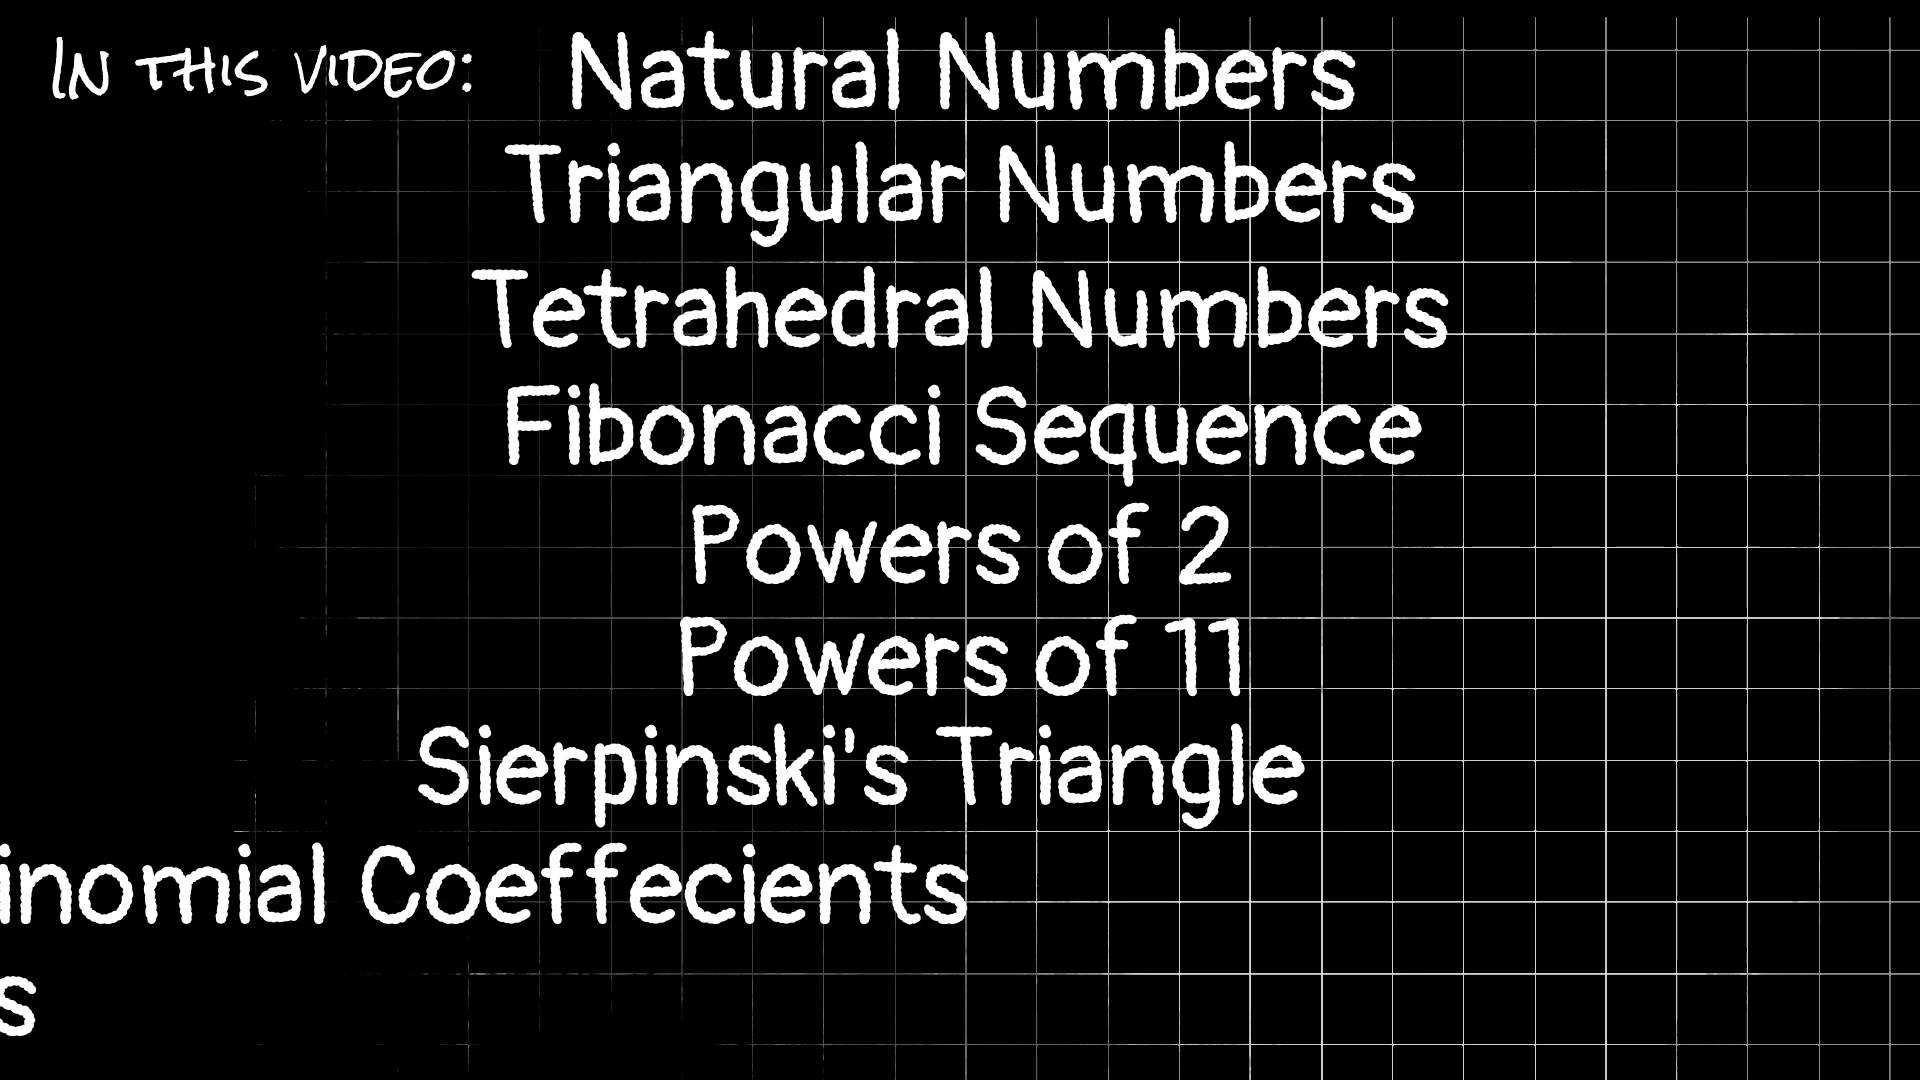 In this video:
Natural Numbers
Triangular Numbers
Tetrahedral Numbers
Fibonacci Sequence
Powers of 2
Powers of 11
Sierpinski's Triangle
inomial Coeffecients
s